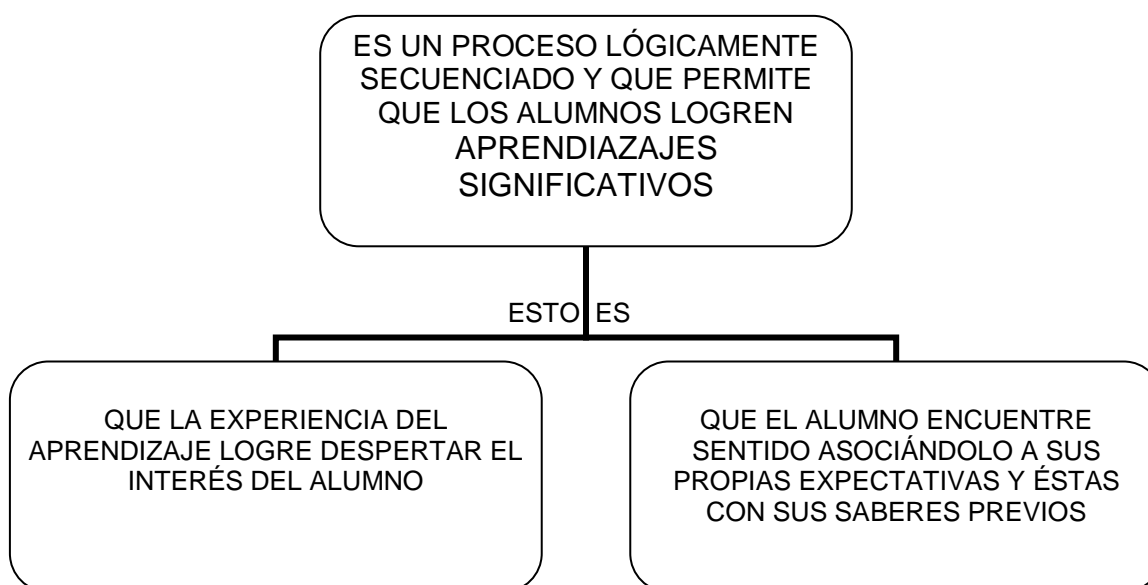 ES UN PROCESO LÓGICAMENTE
SECUENCIADO Y QUE PERMITE
QUE LOS ALUMNOS LOGREN
APRENDIAZAJES
SIGNIFICATIVOS
ESTO ES
QUE LA EXPERIENCIA DEL
APRENDIZAJE LOGRE DESPERTAR EL
INTERÉS DEL ALUMNO
QUE EL ALUMNO ENCUENTRE
SENTIDO ASOCIÁNDOLO A SUS
PROPIAS EXPECTATIVAS Y ÉSTAS
CON SUS SABERES PREVIOS